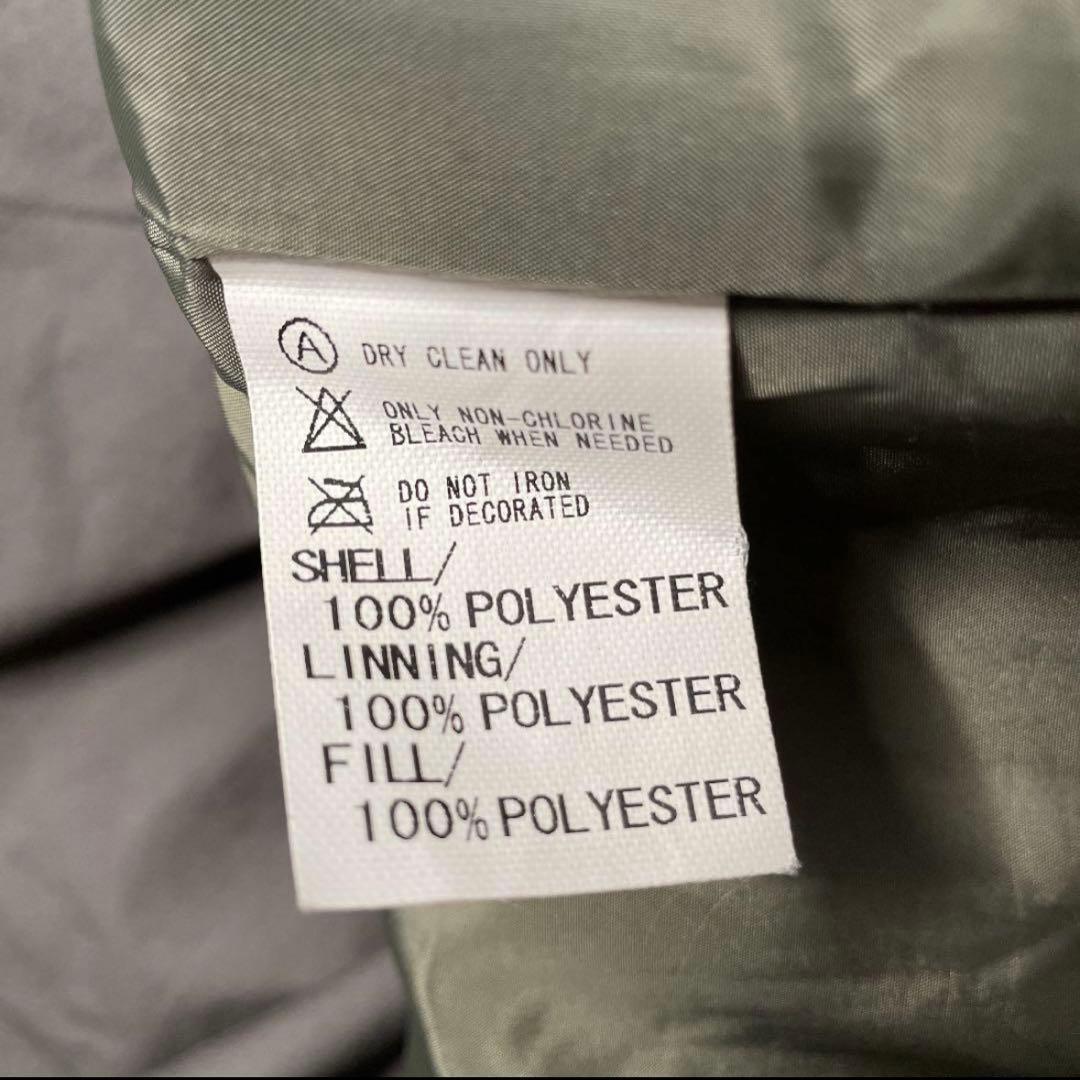 A DRY CLEAN ONLY
ONLY NON-CHLORINE
BLEACH WHEN NEEDED
DO NOT IRON
IF DECORATED
SHELL/
100% POLYESTER
LINNING/
100% POLYESTER
FILL/
100% POLYESTER